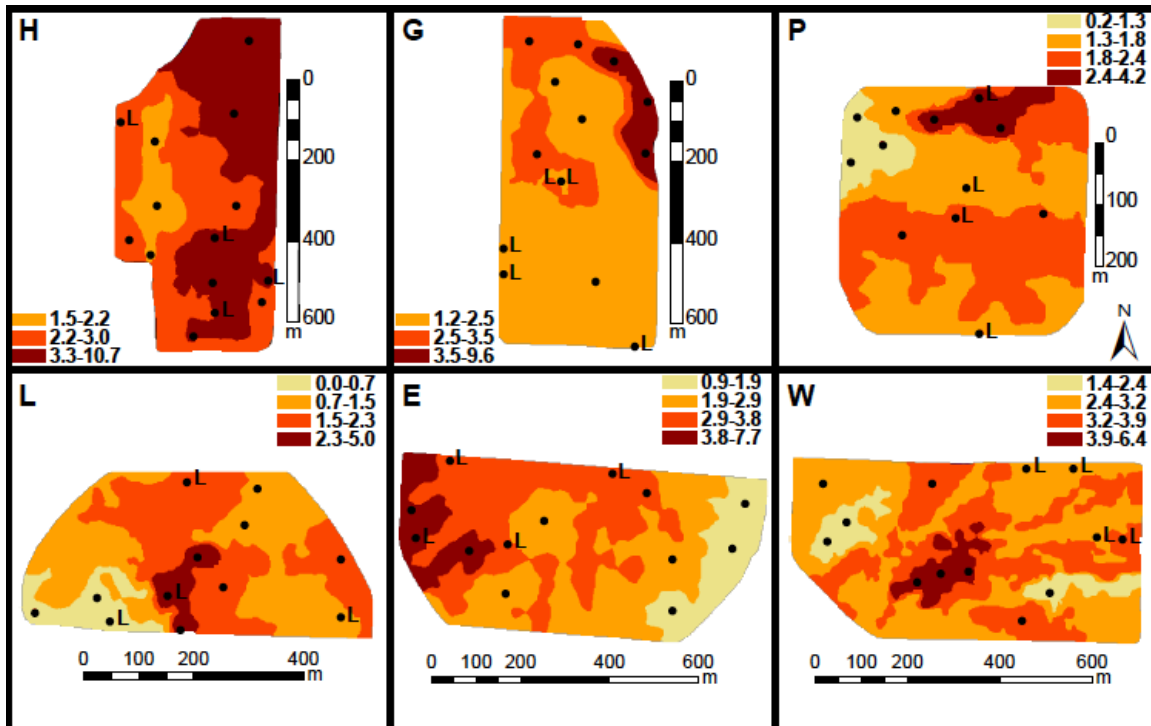 H
L
L
L
L
0
200
400
600
m
1.5-2.2
2.2-3.0
3.3-10.7
G
L L
L
L
L
0
200
400
600
m
1.2-2.5
2.5-3.5
3.5-9.6
P
0.2-1.3
1.3-1.8
1.8-2.4
2.4-4.2
L
L
L
L
0
100
200
m
N
L
0.0-0.7
0.7-1.5
1.5-2.3
2.3-5.0
L
L
L
L
0 100 200 400
m
E
0.9-1.9
1.9-2.9
2.9-3.8
3.8-7.7
L
L
L
L
0 100 200 400 600
m
W
1.4-2.4
2.4-3.2
3.2-3.9
3.9-6.4
L L
L L
0 100 200 400 600
m